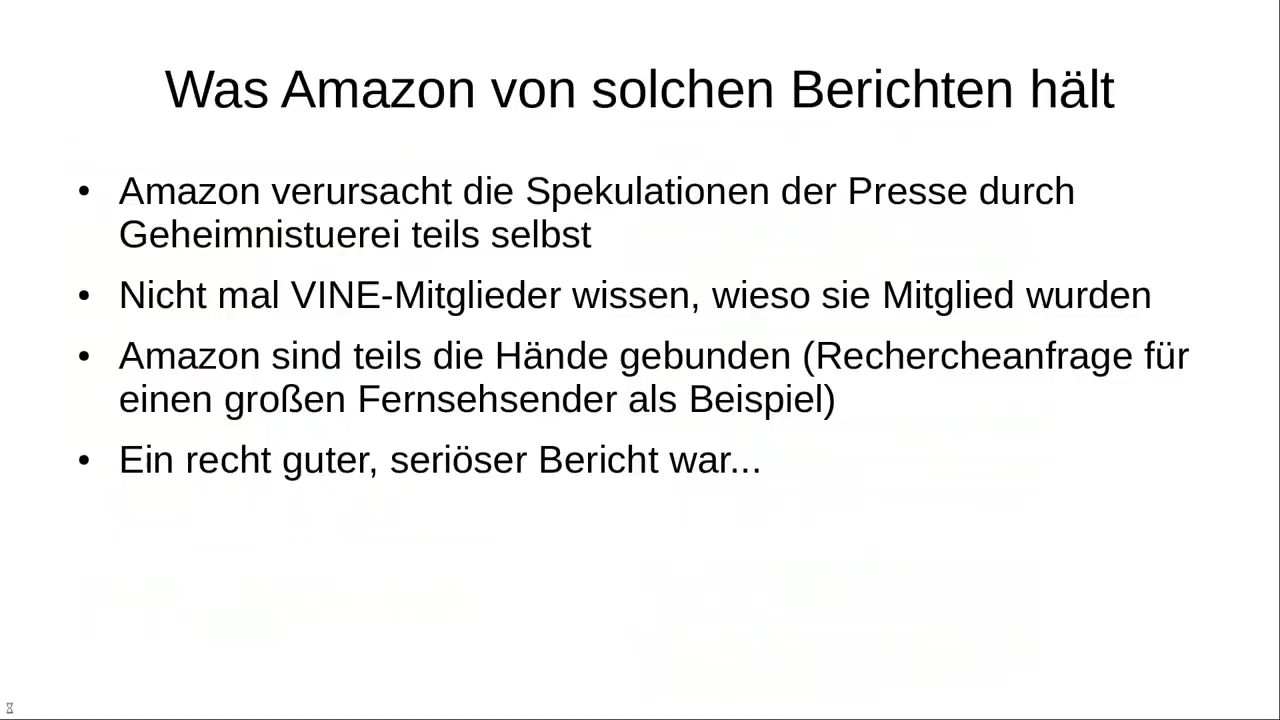 Was Amazon von solchen Berichten hält
• Amazon verursacht die Spekulationen der Presse durch
Geheimnistuerei teils selbst
• Nicht mal VINE-Mitglieder wissen, wieso sie Mitglied wurden
• Amazon sind teils die Hände gebunden (Rechercheanfrage für
einen großen Fernsehsender als Beispiel)
• Ein recht guter, seriöser Bericht war...